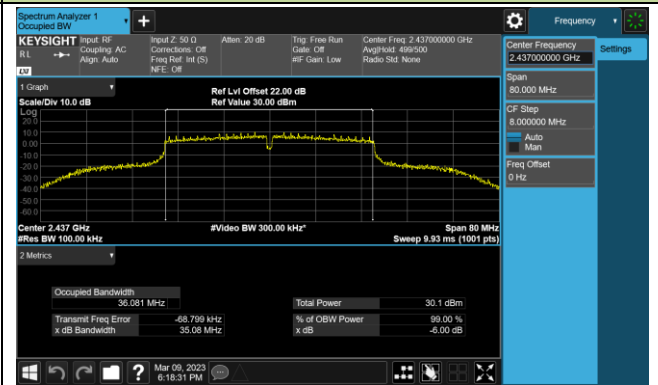 Spectrum Analyzer 1
Occupied BW
Frequency
KEYSIGHT
RL
LXI
Input: RF
Coupling: AC
Align: Auto
Input Z: 50 Ω
Corrections: Off
Freq Ref: Int (S)
NFE: Off
Atten: 20 dB
Trig: Free Run
Gate: Off
#IF Gain: Low
Center Freq: 2.437000000 GHz
Avg|Hold: 499/500
Radio Std: None
1 Graph
Scale/Div 10.0 dB
Ref Lvl Offset 22.00 dB
Ref Value 30.00 dBm
Log
20.0
10.0
0.00
-10.0
-20.0
-30.0
-40.0
-50.0
-60.0
Center 2.437 GHz
#Res BW 100.00 kHz
#Video BW 300.00 kHz*
Span 80 MHz
Sweep 9.93 ms (1001 pts)
2 Metrics
Occupied Bandwidth
36.081 MHz
Transmit Freq Error -68.799 kHz
x dB Bandwidth 35.08 MHz
Total Power 30.1 dBm
% of OBW Power 99.00 %
x dB -6.00 dB
Mar 09, 2023
6:18:31 PM
Center Frequency
2.437000000 GHz
Span
80.000 MHz
CF Step
8.000000 MHz
Auto
Man
Freq Offset
0 Hz
Settings